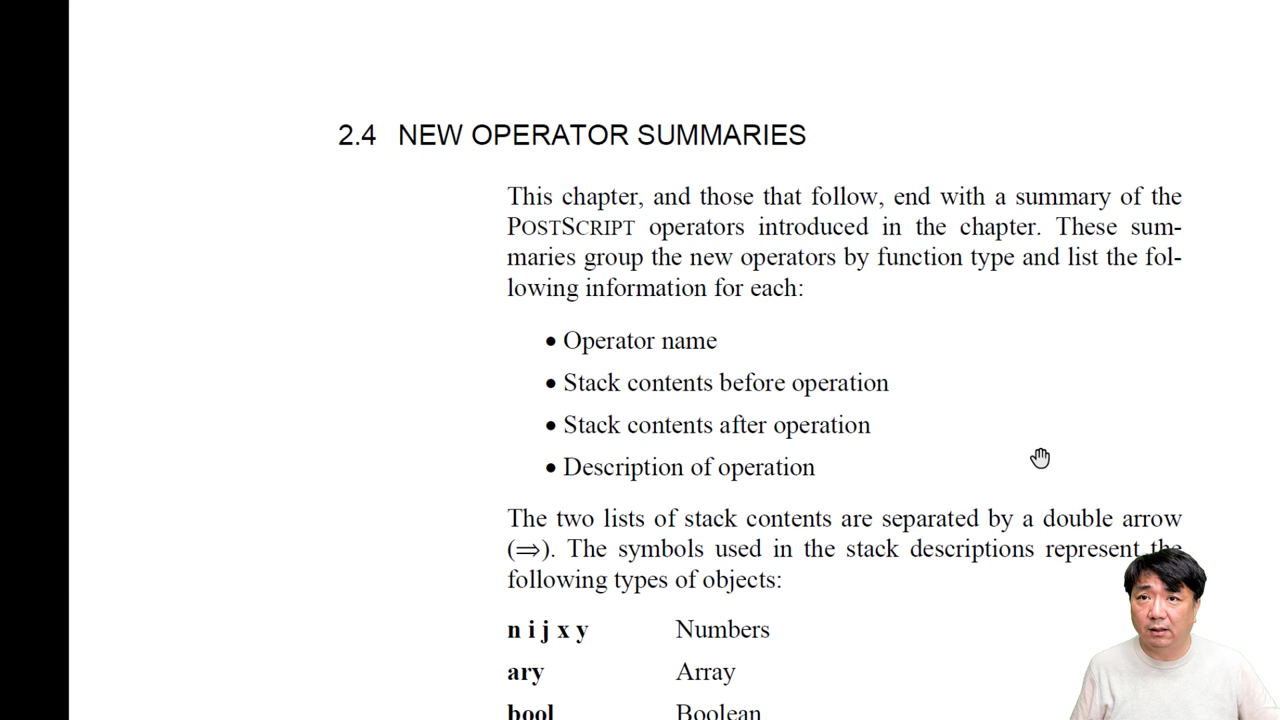 2.4 NEW OPERATOR SUMMARIES
This chapter, and those that follow, end with a summary of the
POSTSCRIPT operators introduced in the chapter. These sum-
maries group the new operators by function type and list the fol-
lowing information for each:
• Operator name
• Stack contents before operation
• Stack contents after operation
• Description of operation
The two lists of stack contents are separated by a double arrow
(⇒). The symbols used in the stack descriptions represent the
following types of objects:
n i j x y Numbers
ary Array
bool Boolean